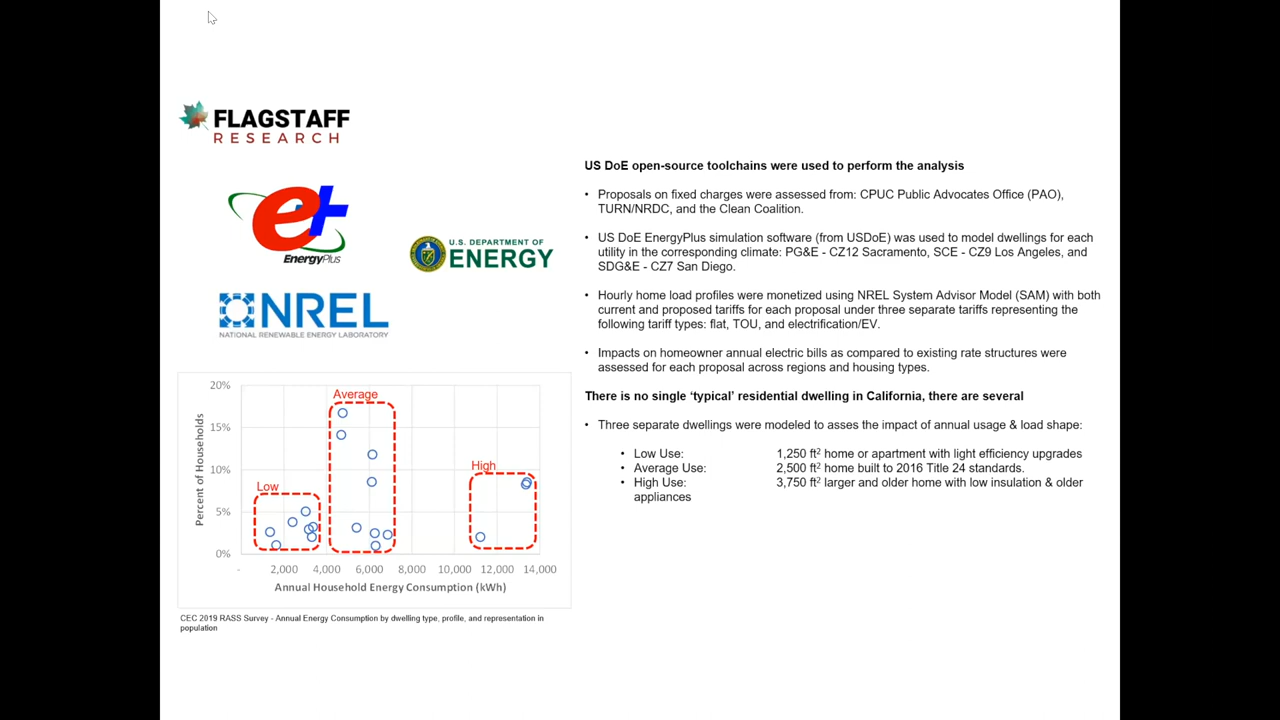 FLAGSTAFF
RESEARCH
e+
EnergyPlus
U.S. DEPARTMENT OF
ENERGY
NREL
NATIONAL RENEWABLE ENERGY LABORATORY
20%
15%
10%
5%
0%
Percent of Households
Average
High
Low
- 2,000 4,000 6,000 8,000 10,000 12,000 14,000
Annual Household Energy Consumption (kWh)
CEC 2019 RASS Survey - Annual Energy Consumption by dwelling type, profile, and representation in
population
US DoE open-source toolchains were used to perform the analysis
• Proposals on fixed charges were assessed from: CPUC Public Advocates Office (PAO),
TURN/NRDC, and the Clean Coalition.
• US DoE EnergyPlus simulation software (from USDoE) was used to model dwellings for each
utility in the corresponding climate: PG&E - CZ12 Sacramento, SCE - CZ9 Los Angeles, and
SDG&E - CZ7 San Diego.
• Hourly home load profiles were monetized using NREL System Advisor Model (SAM) with both
current and proposed tariffs for each proposal under three separate tariffs representing the
following tariff types: flat, TOU, and electrification/EV.
• Impacts on homeowner annual electric bills as compared to existing rate structures were
assessed for each proposal across regions and housing types.
There is no single ‘typical’ residential dwelling in California, there are several
• Three separate dwellings were modeled to asses the impact of annual usage & load shape:
• Low Use: 1,250 ft² home or apartment with light efficiency upgrades
• Average Use: 2,500 ft² home built to 2016 Title 24 standards.
• High Use: 3,750 ft² larger and older home with low insulation & older
appliances